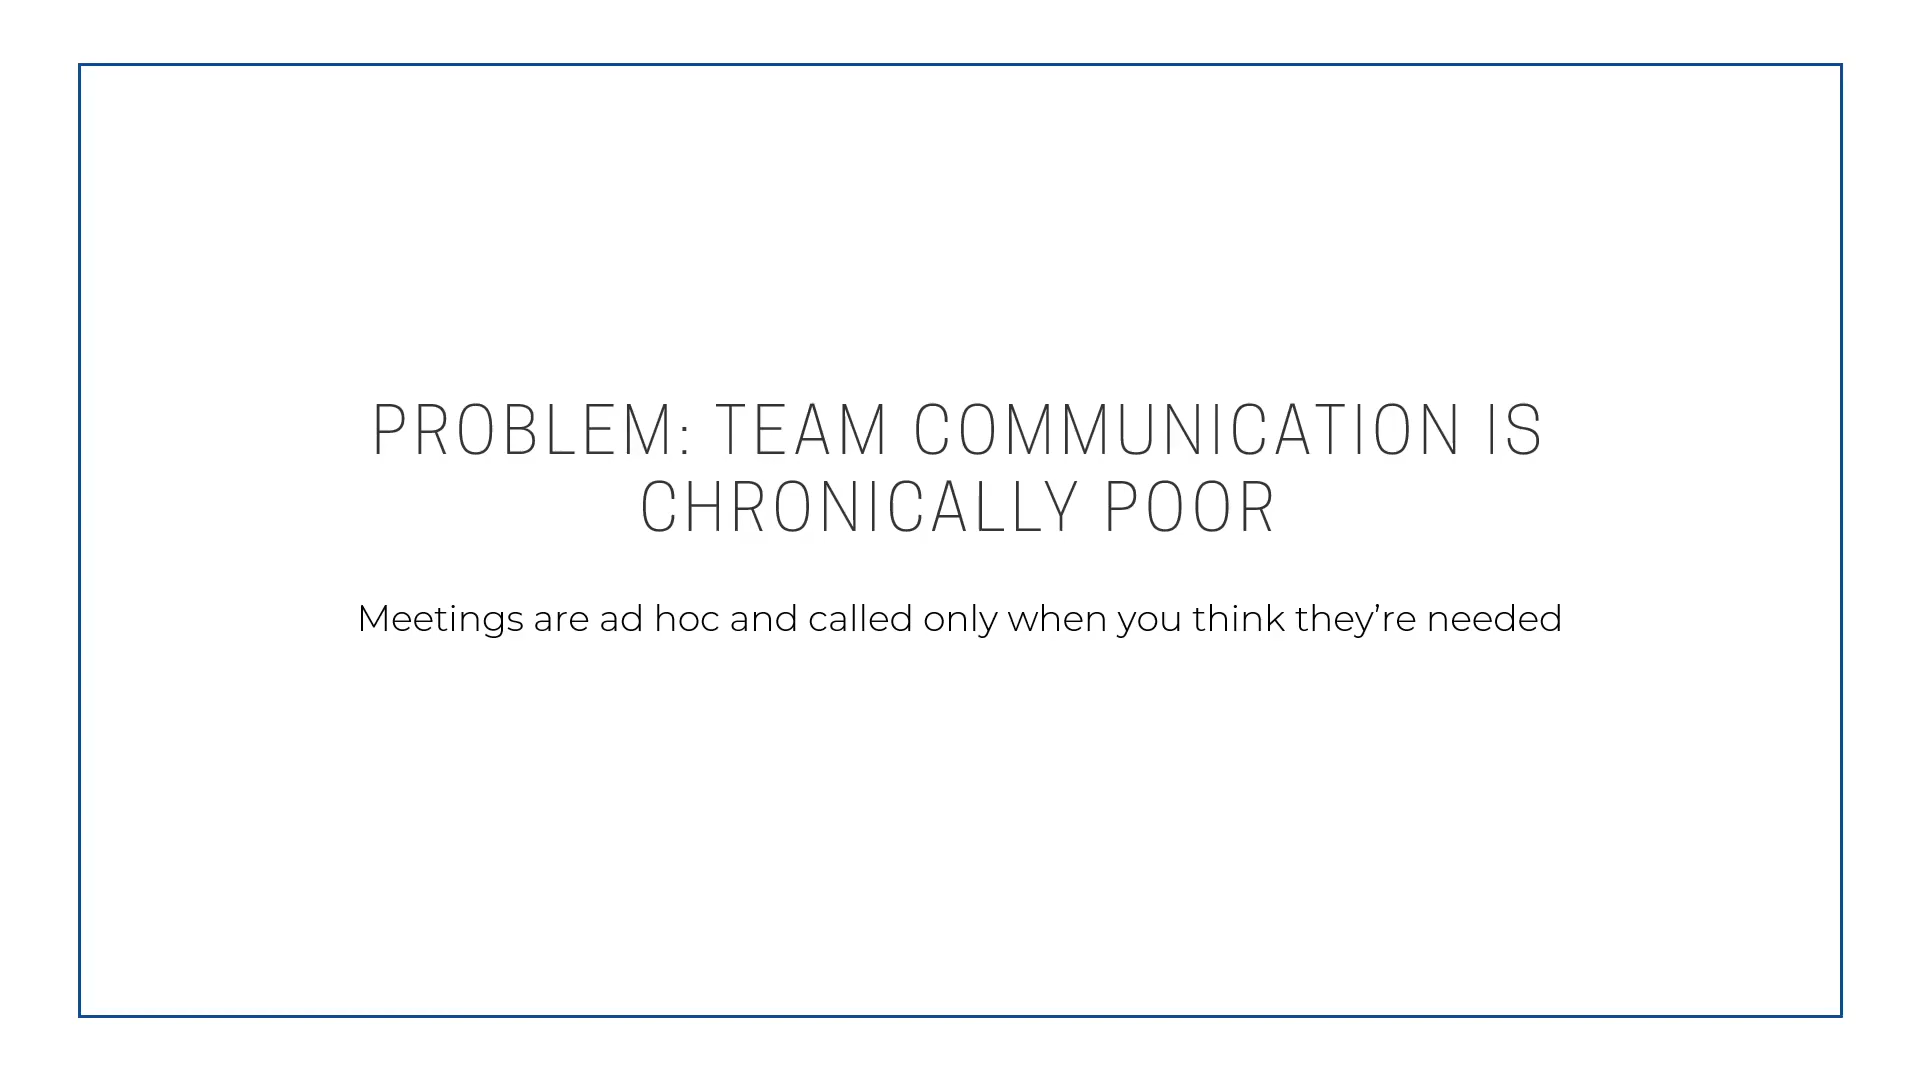 PROBLEM: TEAM COMMUNICATION IS
CHRONICALLY POOR
Meetings are ad hoc and called only when you think they’re needed